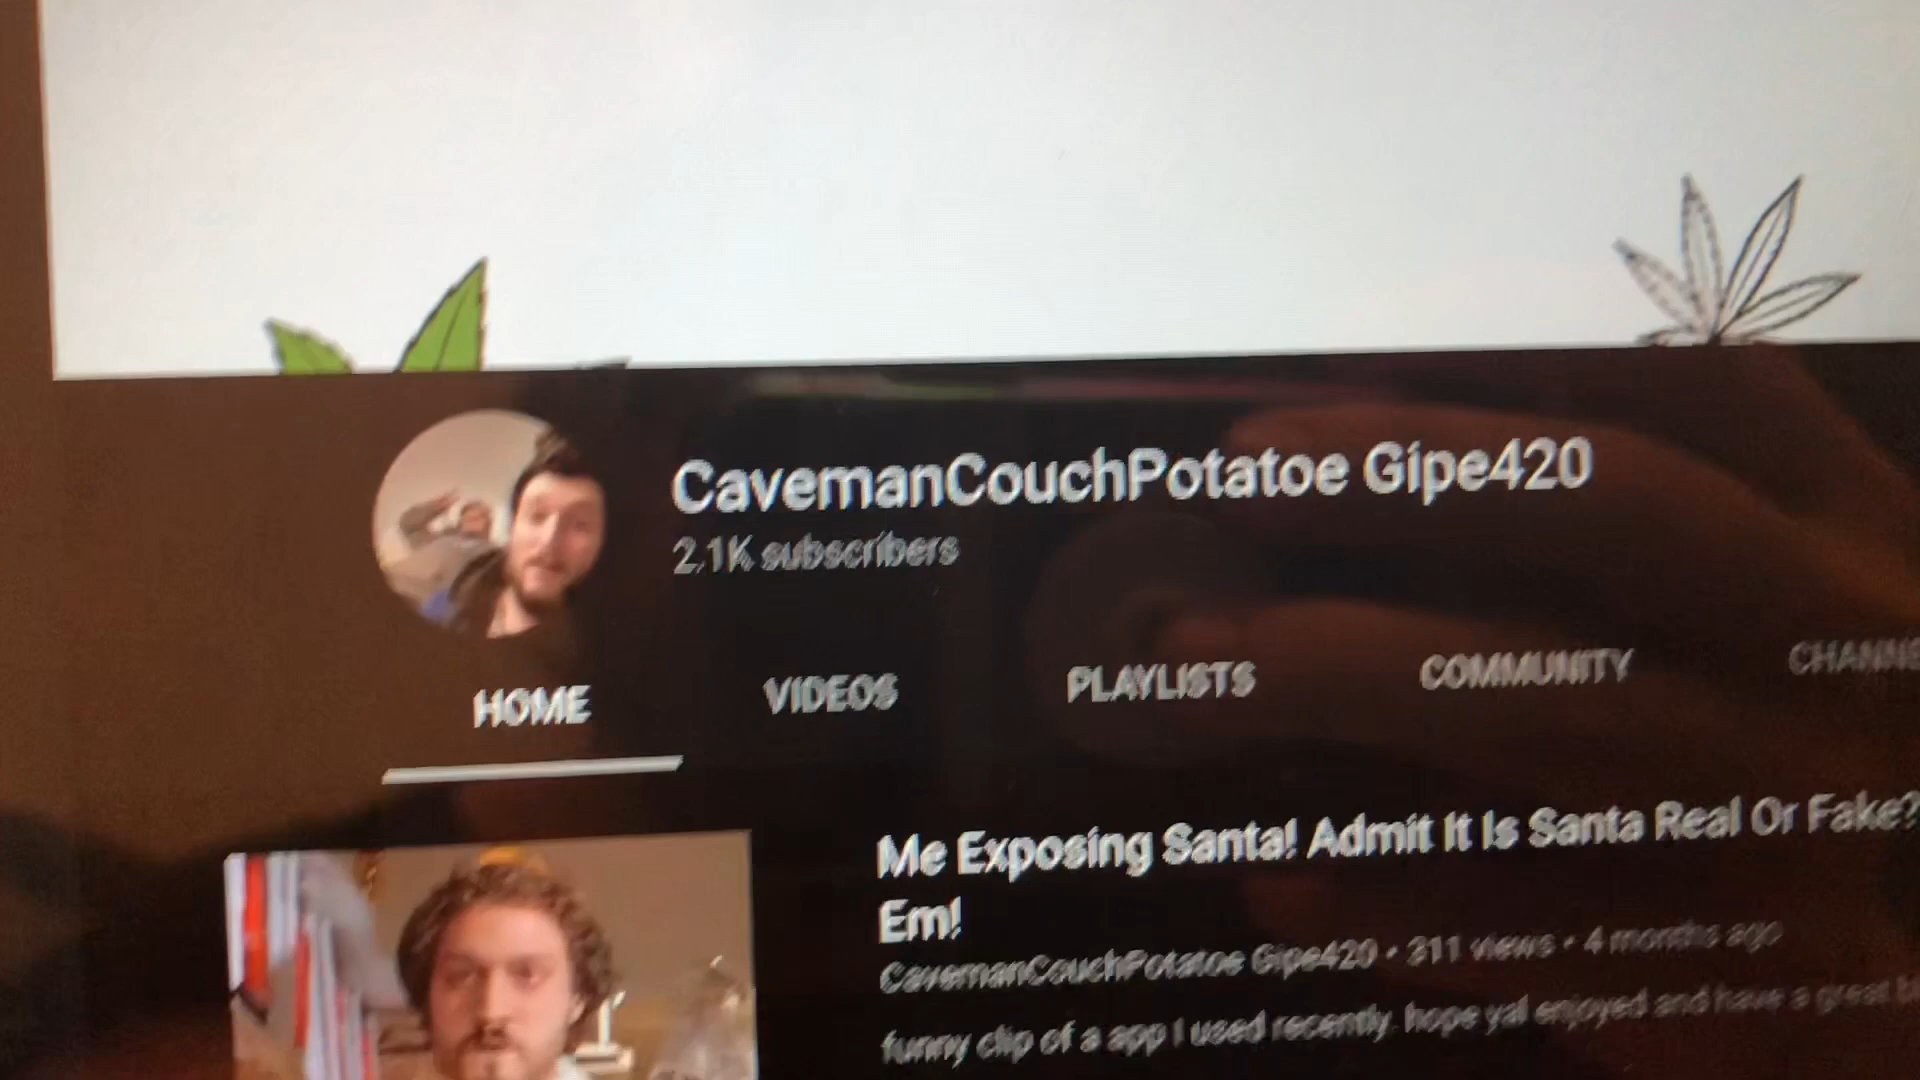 CavemanCouchPotatoe Gipe420
2.1K subscribers
HOME VIDEOS PLAYLISTS COMMUNITY
Me Exposing Santa! Admit It Is Santa Real Or Fake?
Em!
CavemanCouchPotatoe Gipe420 • 311 views • 4 months ago
funny clip of a app I used recently. hope yal enjoyed and have a great